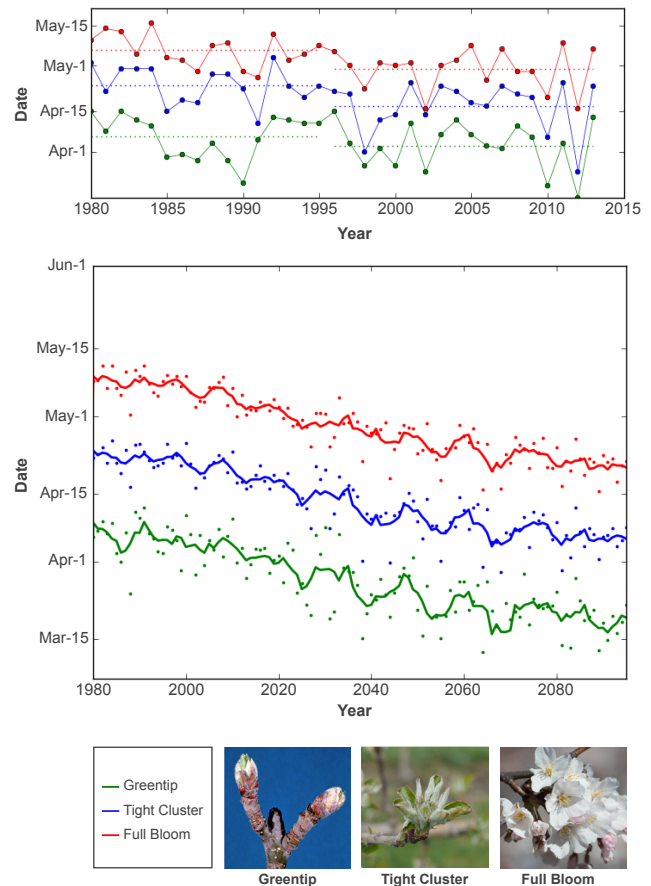 May-15
May-1
Apr-15
Apr-1
Date
1980 1985 1990 1995 2000 2005 2010 2015
Year
Jun-1
May-15
May-1
Apr-15
Apr-1
Mar-15
Date
1980 2000 2020 2040 2060 2080
Year
Greentip
Tight Cluster
Full Bloom
Greentip Tight Cluster Full Bloom